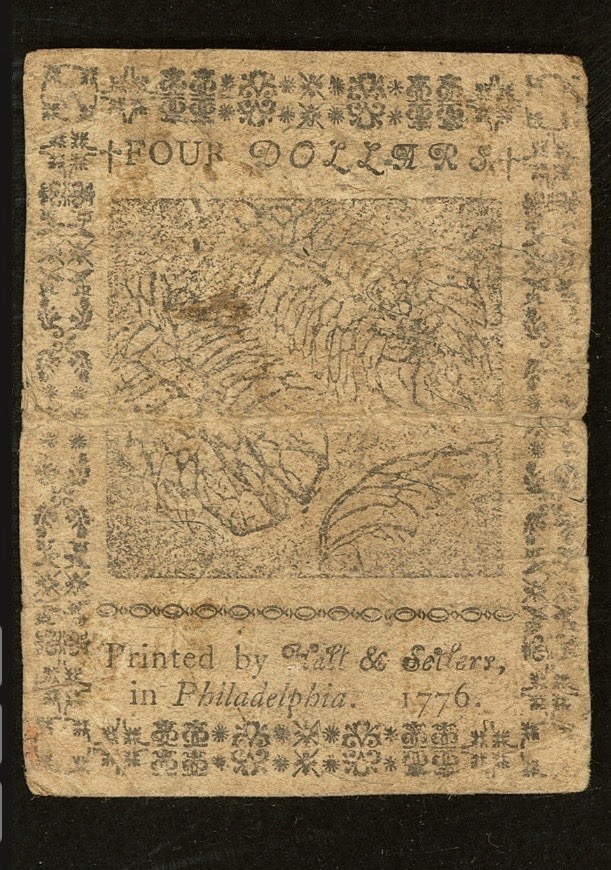 †FOUR DOLLARS†
Printed by Hall & Sellers,
in Philadelphia. 1776.